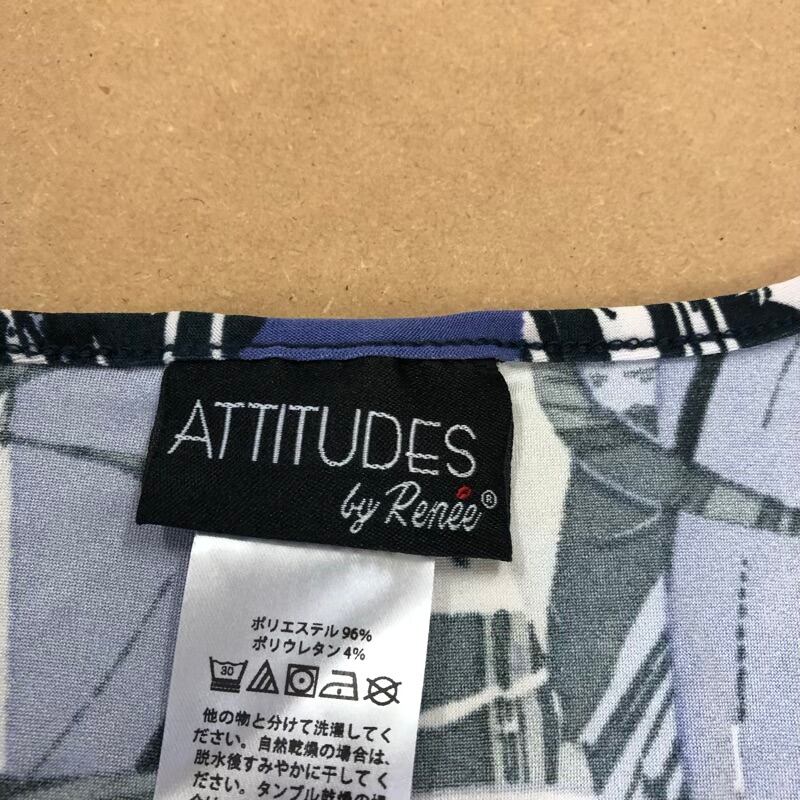 ATTITUDES
by Renée®
ポリエステル 96%
ポリウレタン 4%
30
他の物と分けて洗濯してく
ださい。自然乾燥の場合は、
脱水後すみやかに干してく
ださい。タンブル乾燥の場
合は